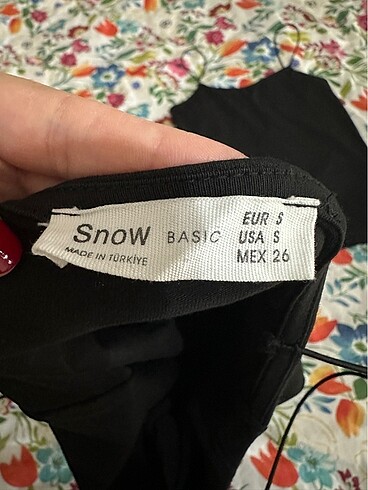 SnoW BASIC
MADE IN TÜRKİYE
EUR S
USA S
MEX 26